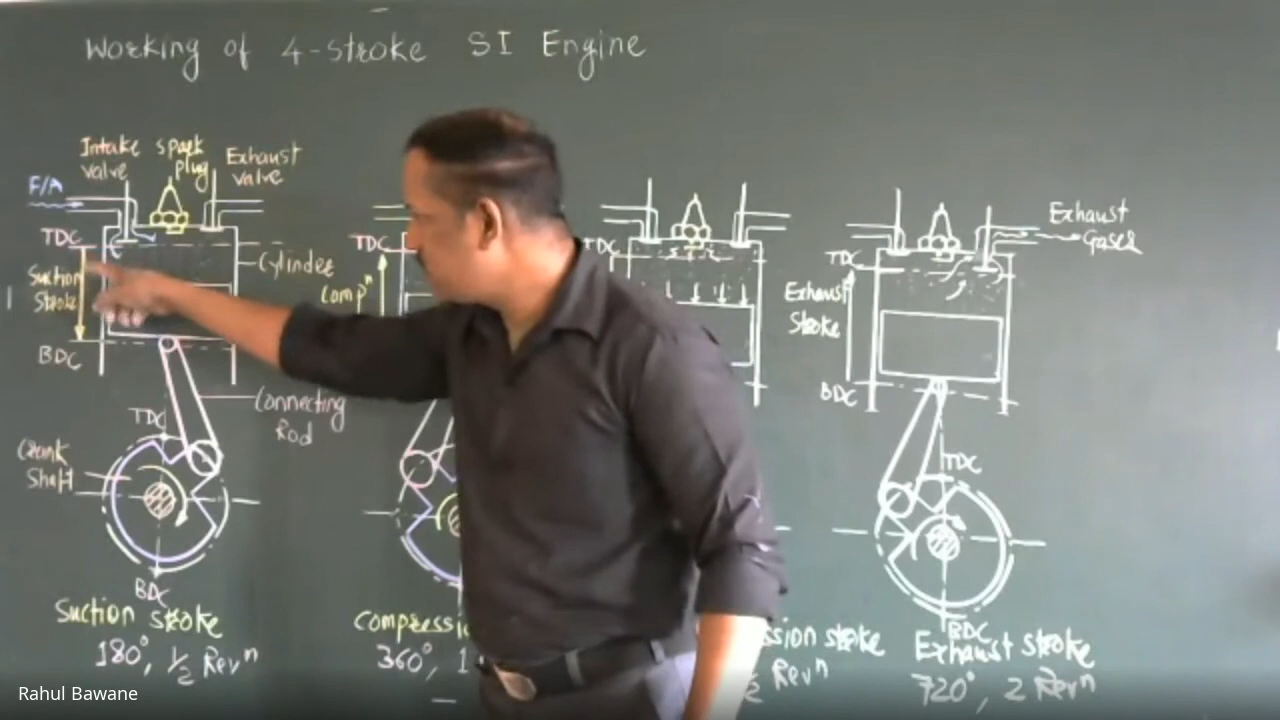 Working of 4-stroke SI Engine
Intake
valve
spark
plug
Exhaust
valve
F/A
TDC
Suction
Stroke
BDC
Cylinder
Connecting
Rod
TDC
Crank
Shaft
BDC
Suction stroke
180°, 1/2 Revⁿ
TDC
Compⁿ
360°, 1
TDC
ssion stroke
Revⁿ
Exhaust
Gases
TDC
Exhaust
Stroke
BDC
TDC
BDC
Exhaust stroke
720°, 2 Revⁿ
Rahul Bawane